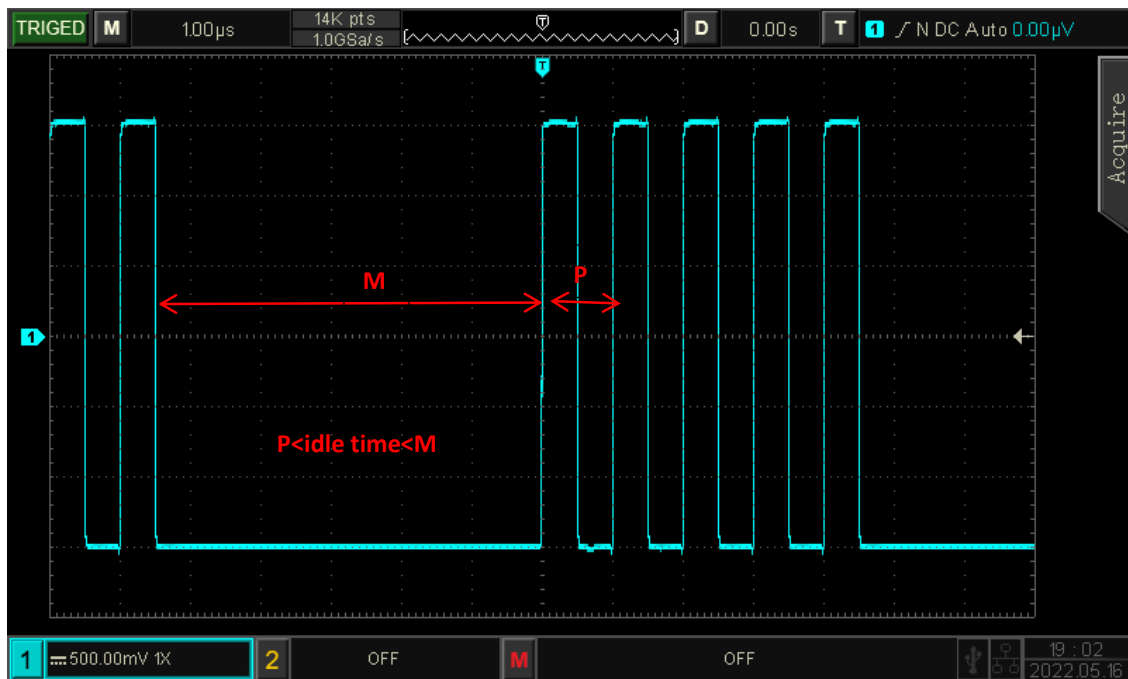 TRIGED M 1.00μs 14K pts D 0.00s T 1 N DC Auto 0.00μV
1.0GSa/s
T
T
Acquire
M P
1
P<idle time<M
1 500.00mV 1X 2 OFF M OFF 19 : 02
2022.05.16